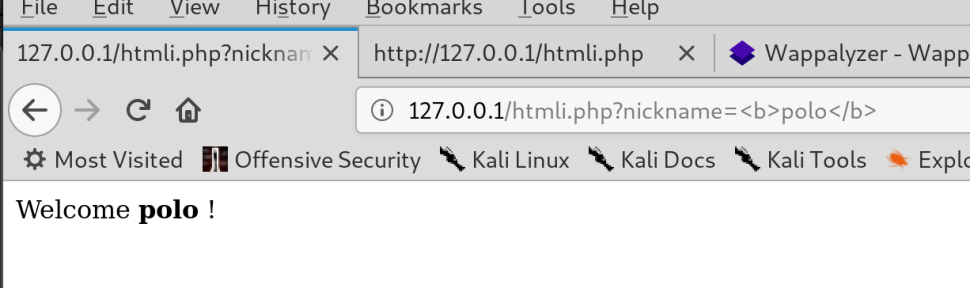 File Edit View History Bookmarks Tools Help
127.0.0.1/htmli.php?nicknam http://127.0.0.1/htmli.php Wappalyzer - Wapp
127.0.0.1/htmli.php?nickname=<b>polo</b>
Most Visited Offensive Security Kali Linux Kali Docs Kali Tools Explo
Welcome polo !